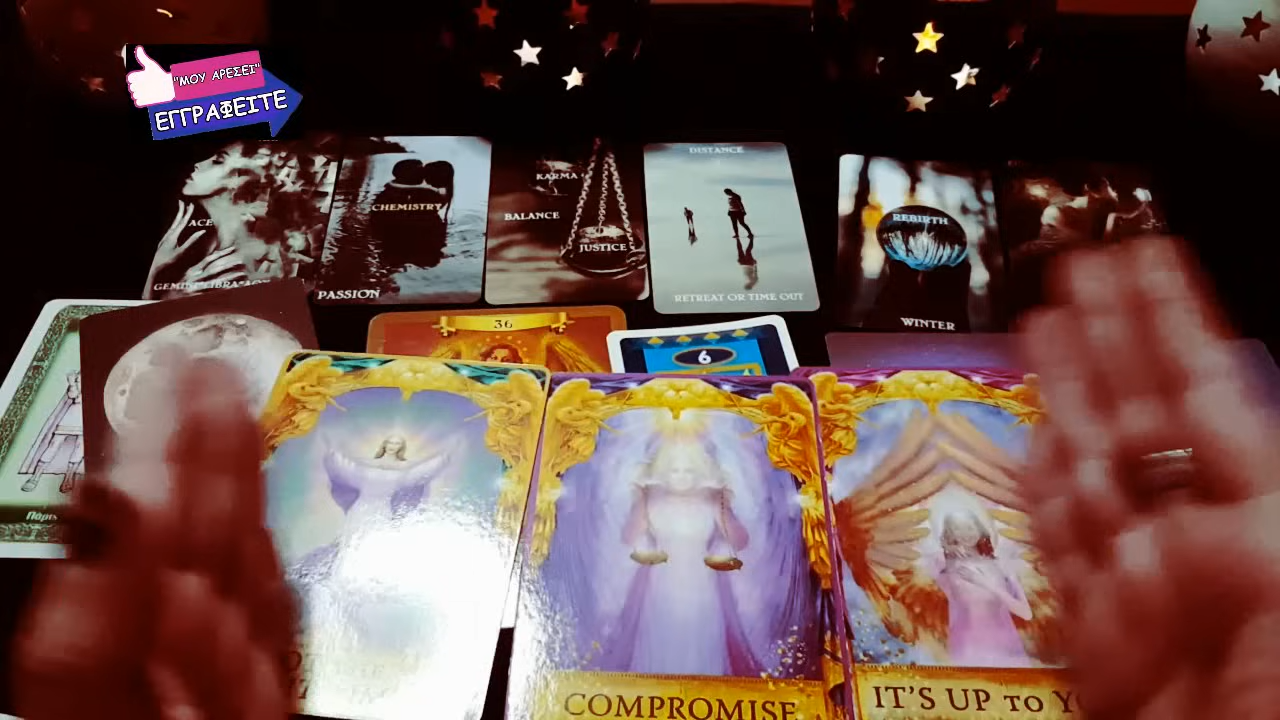 "ΜΟΥ ΑΡΕΣΕΙ"
ΕΓΓΡΑΦΕΙΤΕ
ACE
CHEMISTRY
PASSION
KARMA
BALANCE
JUSTICE
DISTANCE
RETREAT OR TIME OUT
REBIRTH
WINTER
36
6
COMPROMISE
IT'S UP TO